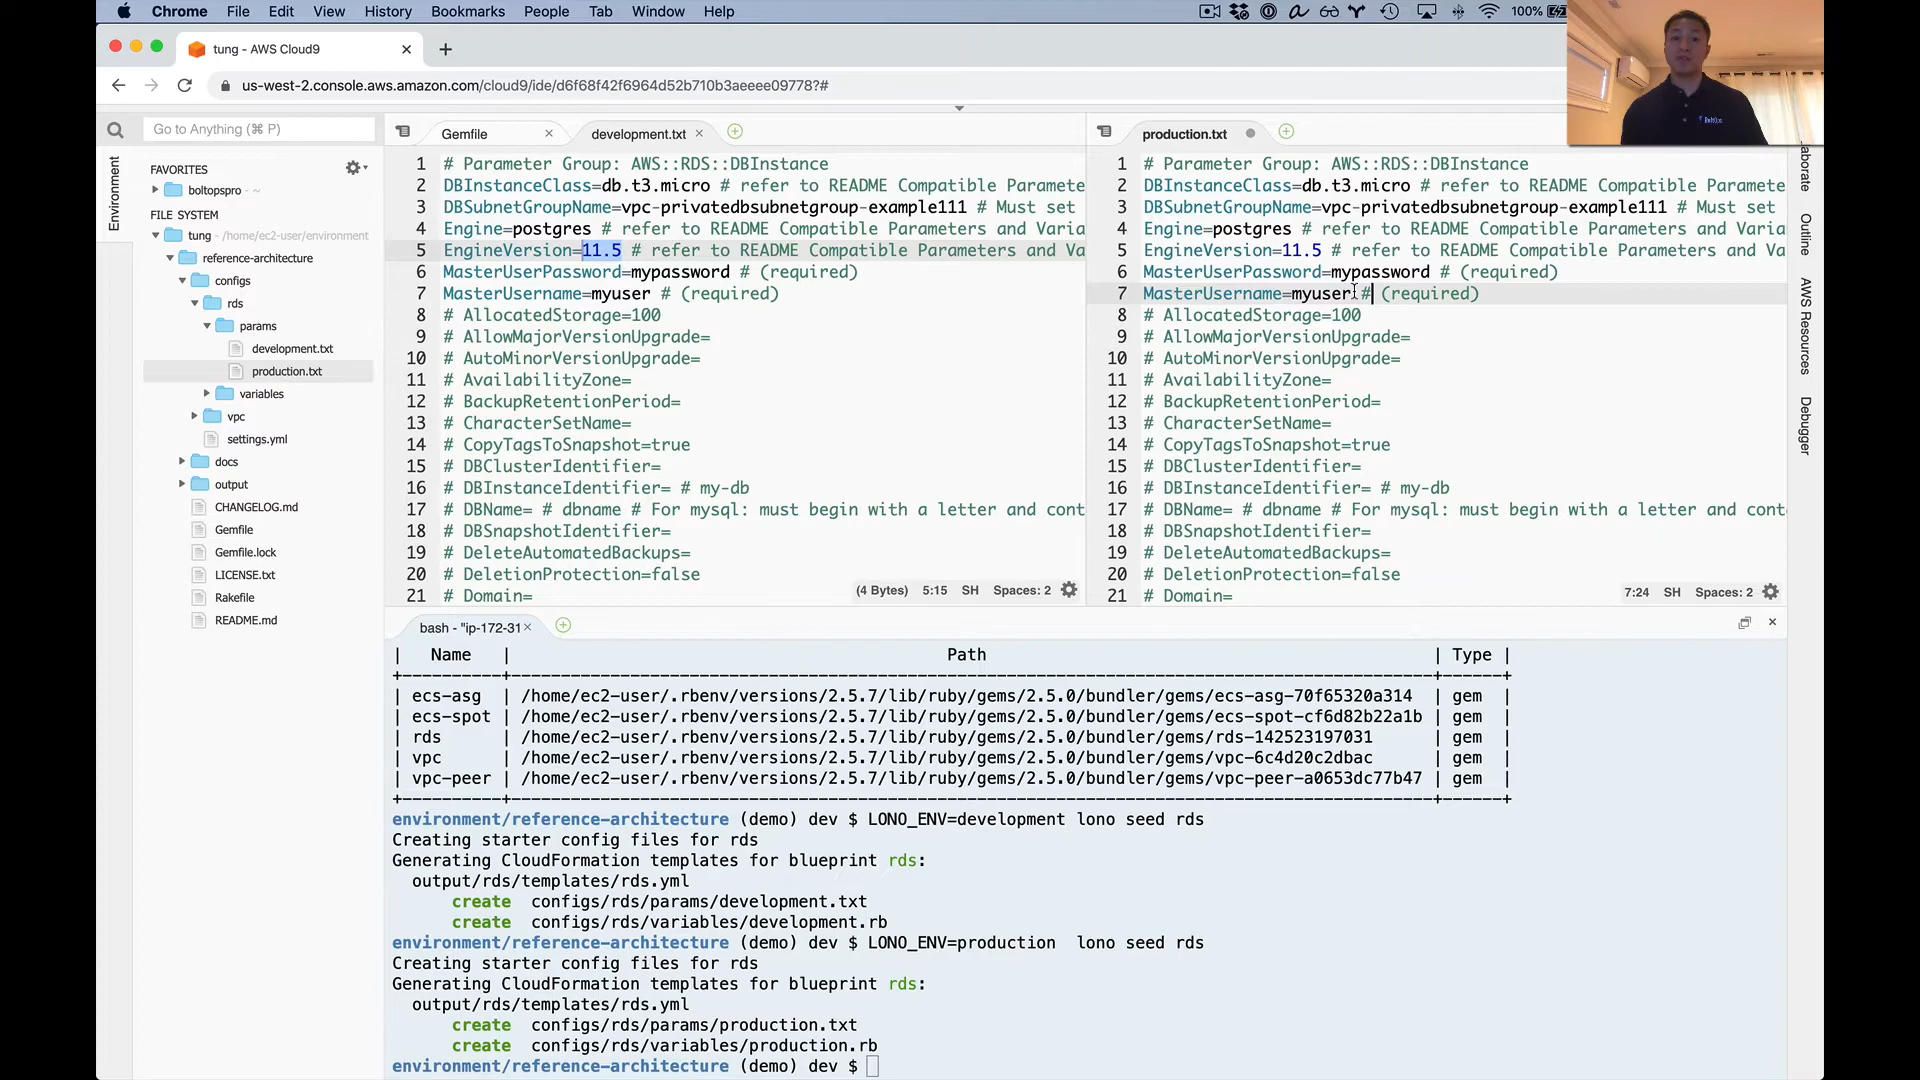 Chrome File Edit View History Bookmarks People Tab Window Help 100%
tung - AWS Cloud9
us-west-2.console.aws.amazon.com/cloud9/ide/d6f68f42f6964d52b710b3aeeee09778?#
Go to Anything (⌘ P)
Environment
FAVORITES
boltopspro - ~
FILE SYSTEM
tung - /home/ec2-user/environment
reference-architecture
configs
rds
params
development.txt
production.txt
variables
vpc
settings.yml
docs
output
CHANGELOG.md
Gemfile
Gemfile.lock
LICENSE.txt
Rakefile
README.md
Gemfile
development.txt
1 # Parameter Group: AWS::RDS::DBInstance
2 DBInstanceClass=db.t3.micro # refer to README Compatible Paramete
3 DBSubnetGroupName=vpc-privatedbsubnetgroup-example111 # Must set
4 Engine=postgres # refer to README Compatible Parameters and Varia
5 EngineVersion=11.5 # refer to README Compatible Parameters and Va
6 MasterUserPassword=mypassword # (required)
7 MasterUsername=myuser # (required)
8 # AllocatedStorage=100
9 # AllowMajorVersionUpgrade=
10 # AutoMinorVersionUpgrade=
11 # AvailabilityZone=
12 # BackupRetentionPeriod=
13 # CharacterSetName=
14 # CopyTagsToSnapshot=true
15 # DBClusterIdentifier=
16 # DBInstanceIdentifier= # my-db
17 # DBName= # dbname # For mysql: must begin with a letter and cont
18 # DBSnapshotIdentifier=
19 # DeleteAutomatedBackups=
20 # DeletionProtection=false
21 # Domain=
(4 Bytes) 5:15 SH Spaces: 2
production.txt
1 # Parameter Group: AWS::RDS::DBInstance
2 DBInstanceClass=db.t3.micro # refer to README Compatible Paramete
3 DBSubnetGroupName=vpc-privatedbsubnetgroup-example111 # Must set
4 Engine=postgres # refer to README Compatible Parameters and Varia
5 EngineVersion=11.5 # refer to README Compatible Parameters and Va
6 MasterUserPassword=mypassword # (required)
7 MasterUsername=myuser # (required)
8 # AllocatedStorage=100
9 # AllowMajorVersionUpgrade=
10 # AutoMinorVersionUpgrade=
11 # AvailabilityZone=
12 # BackupRetentionPeriod=
13 # CharacterSetName=
14 # CopyTagsToSnapshot=true
15 # DBClusterIdentifier=
16 # DBInstanceIdentifier= # my-db
17 # DBName= # dbname # For mysql: must begin with a letter and cont
18 # DBSnapshotIdentifier=
19 # DeleteAutomatedBackups=
20 # DeletionProtection=false
21 # Domain=
7:24 SH Spaces: 2
aborate
Outline
AWS Resources
Debugger
bash - "ip-172-31
| Name | Path | Type |
| ecs-asg | /home/ec2-user/.rbenv/versions/2.5.7/lib/ruby/gems/2.5.0/bundler/gems/ecs-asg-70f65320a314 | gem |
| ecs-spot | /home/ec2-user/.rbenv/versions/2.5.7/lib/ruby/gems/2.5.0/bundler/gems/ecs-spot-cf6d82b22a1b | gem |
| rds | /home/ec2-user/.rbenv/versions/2.5.7/lib/ruby/gems/2.5.0/bundler/gems/rds-142523197031 | gem |
| vpc | /home/ec2-user/.rbenv/versions/2.5.7/lib/ruby/gems/2.5.0/bundler/gems/vpc-6c4d20c2dbac | gem |
| vpc-peer | /home/ec2-user/.rbenv/versions/2.5.7/lib/ruby/gems/2.5.0/bundler/gems/vpc-peer-a0653dc77b47 | gem |
environment/reference-architecture (demo) dev $ LONO_ENV=development lono seed rds
Creating starter config files for rds
Generating CloudFormation templates for blueprint rds:
output/rds/templates/rds.yml
create configs/rds/params/development.txt
create configs/rds/variables/development.rb
environment/reference-architecture (demo) dev $ LONO_ENV=production lono seed rds
Creating starter config files for rds
Generating CloudFormation templates for blueprint rds:
output/rds/templates/rds.yml
create configs/rds/params/production.txt
create configs/rds/variables/production.rb
environment/reference-architecture (demo) dev $